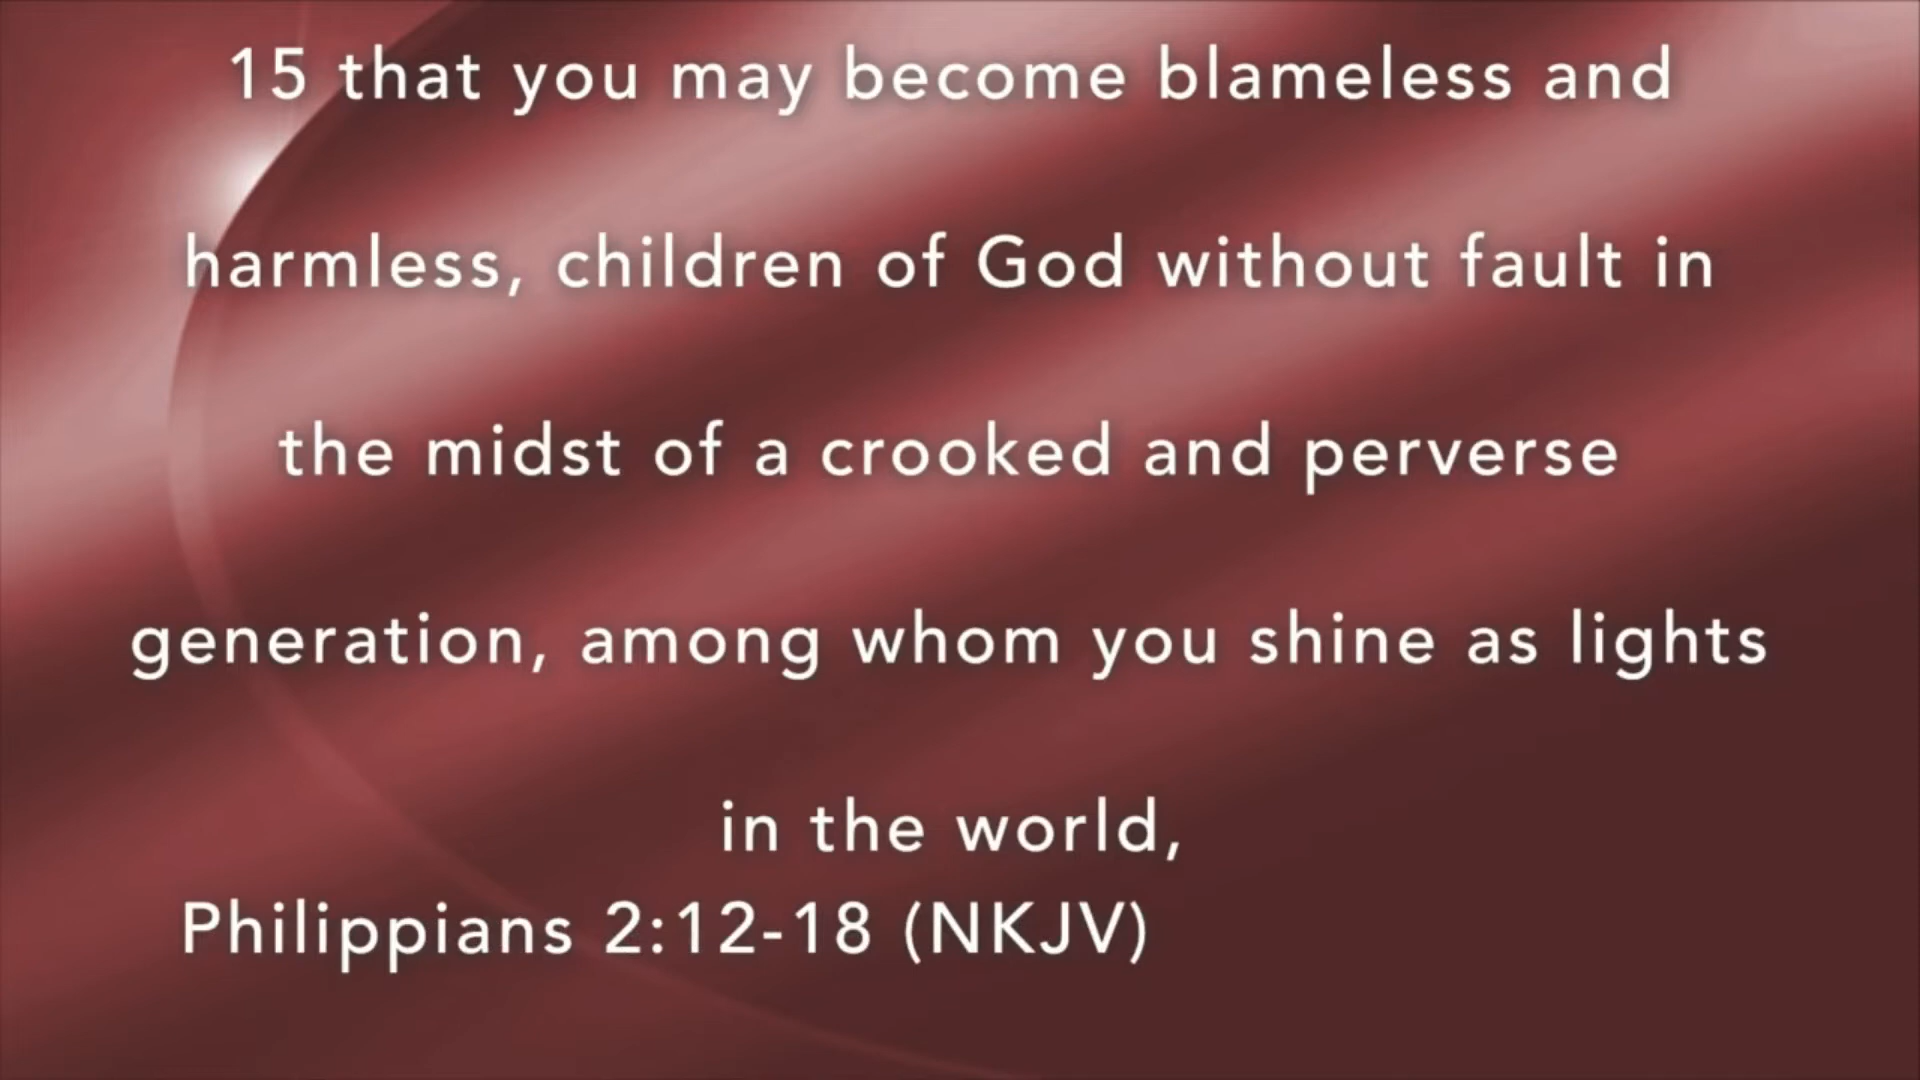 15 that you may become blameless and
harmless, children of God without fault in
the midst of a crooked and perverse
generation, among whom you shine as lights
in the world,
Philippians 2:12-18 (NKJV)